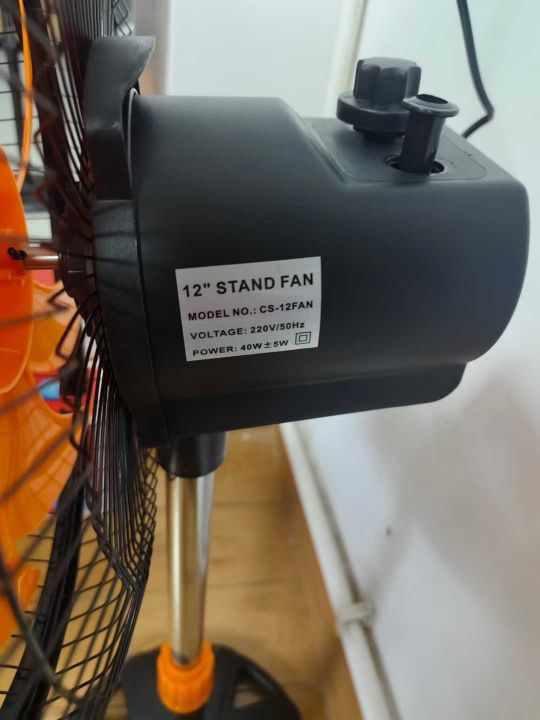 12" STAND FAN
MODEL NO.: CS-12FAN
VOLTAGE: 220V/50Hz
POWER: 40W±5W